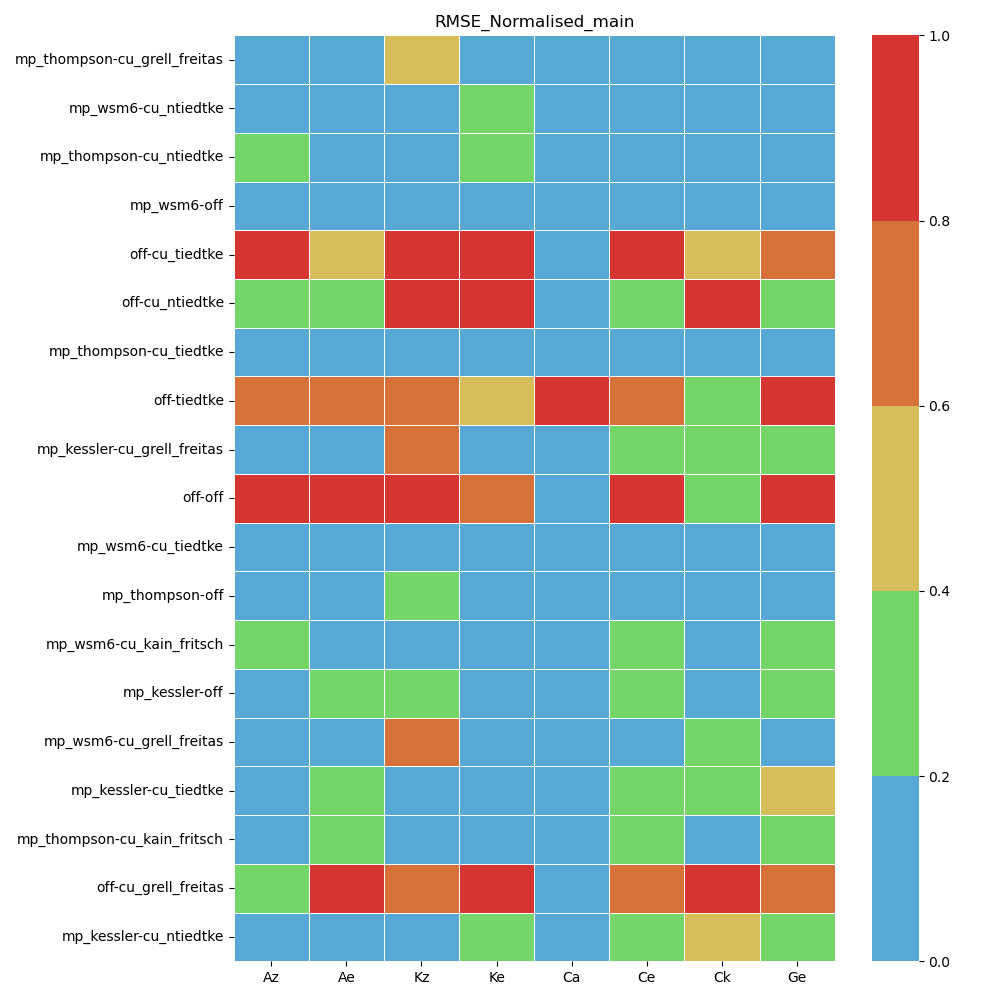 RMSE_Normalised_main
mp_thompson-cu_grell_freitas
mp_wsm6-cu_ntiedtke
mp_thompson-cu_ntiedtke
mp_wsm6-off
off-cu_tiedtke
off-cu_ntiedtke
mp_thompson-cu_tiedtke
off-tiedtke
mp_kessler-cu_grell_freitas
off-off
mp_wsm6-cu_tiedtke
mp_thompson-off
mp_wsm6-cu_kain_fritsch
mp_kessler-off
mp_wsm6-cu_grell_freitas
mp_kessler-cu_tiedtke
mp_thompson-cu_kain_fritsch
off-cu_grell_freitas
mp_kessler-cu_ntiedtke
Az Ae Kz Ke Ca Ce Ck Ge
1.0
0.8
0.6
0.4
0.2
0.0